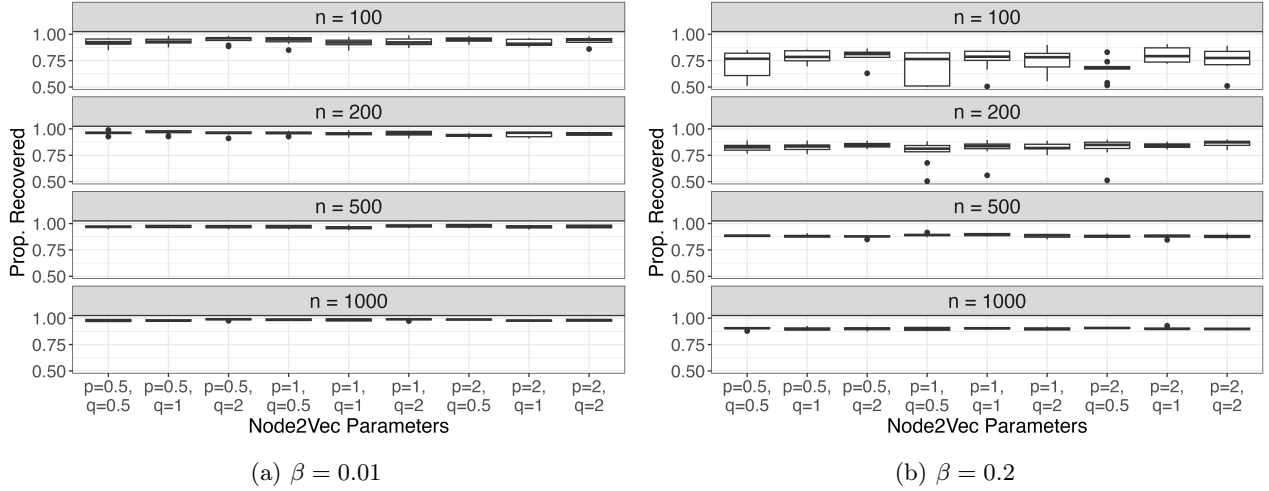 n = 100
1.00
0.75
0.50
n = 200
1.00
0.75
0.50
n = 500
1.00
0.75
0.50
n = 1000
1.00
0.75
0.50
Prop. Recovered
p=0.5, p=0.5, p=0.5, p=1, p=1, p=1, p=2, p=2, p=2,
q=0.5 q=1 q=2 q=0.5 q=1 q=2 q=0.5 q=1 q=2
Node2Vec Parameters
(a) β = 0.01
n = 100
1.00
0.75
0.50
n = 200
1.00
0.75
0.50
n = 500
1.00
0.75
0.50
n = 1000
1.00
0.75
0.50
Prop. Recovered
p=0.5, p=0.5, p=0.5, p=1, p=1, p=1, p=2, p=2, p=2,
q=0.5 q=1 q=2 q=0.5 q=1 q=2 q=0.5 q=1 q=2
Node2Vec Parameters
(b) β = 0.2